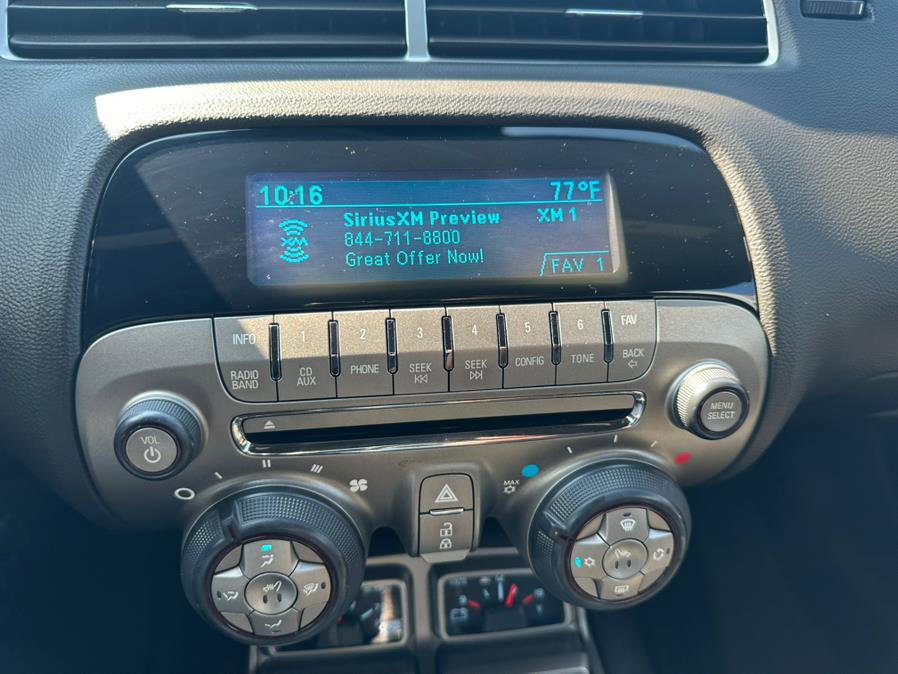 10:16 77°F
SiriusXM Preview XM 1
XM
844-711-8800
Great Offer Now!
FAV 1
INFO 1 2 3 4 5 6 FAV
RADIO BAND
CD AUX
PHONE
SEEK
SEEK
CONFIG
TONE
BACK
MENU SELECT
VOL
MAX